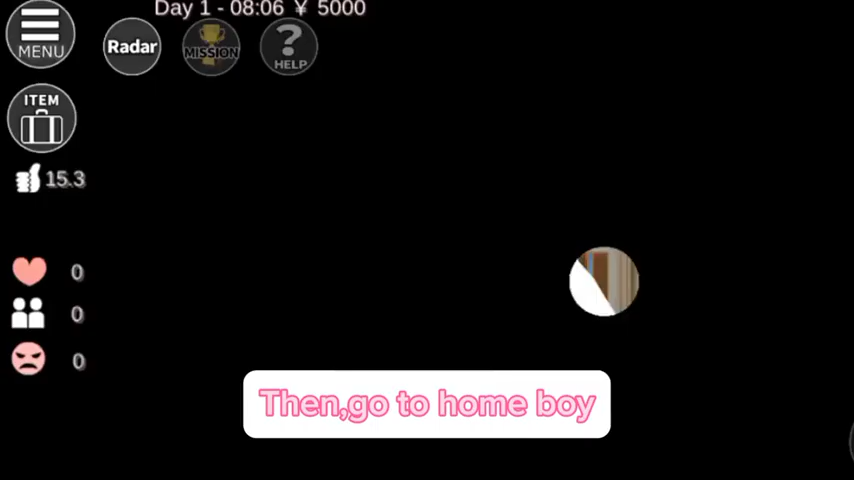 Day 1 - 08:06 ¥ 5000
MENU
Radar
MISSION
HELP
ITEM
15.3
0
0
0
Then,go to home boy